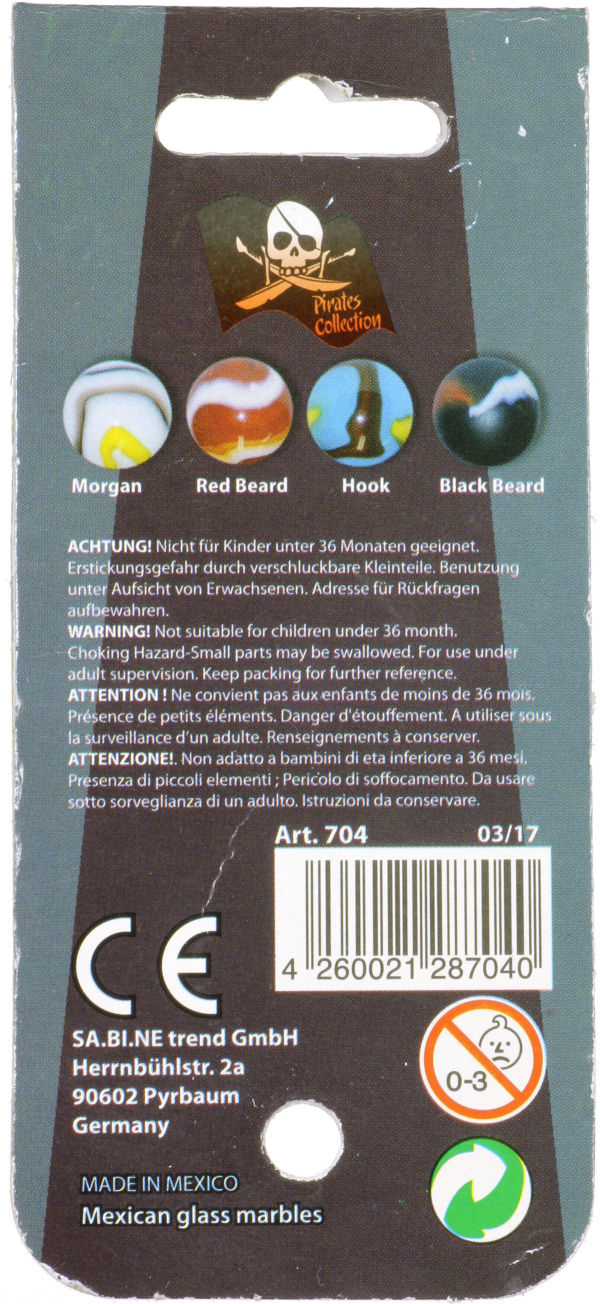 Pirates
Collection
Morgan Red Beard Hook Black Beard
ACHTUNG! Nicht für Kinder unter 36 Monaten geeignet.
Erstickungsgefahr durch verschluckbare Kleinteile. Benutzung
unter Aufsicht von Erwachsenen. Adresse für Rückfragen
aufbewahren.
WARNING! Not suitable for children under 36 month.
Choking Hazard-Small parts may be swallowed. For use under
adult supervision. Keep packing for further reference.
ATTENTION ! Ne convient pas aux enfants de moins de 36 mois.
Présence de petits éléments. Danger d'étouffement. A utiliser sous
la surveillance d'un adulte. Renseignements à conserver.
ATTENZIONE!. Non adatto a bambini di eta inferiore a 36 mesi.
Presenza di piccoli elementi ; Pericolo di soffocamento. Da usare
sotto sorveglianza di un adulto. Istruzioni da conservare.
Art. 704 03/17
4 260021 287040
CE
SA.BI.NE trend GmbH
Herrnbühlstr. 2a
90602 Pyrbaum
Germany
0-3
MADE IN MEXICO
Mexican glass marbles